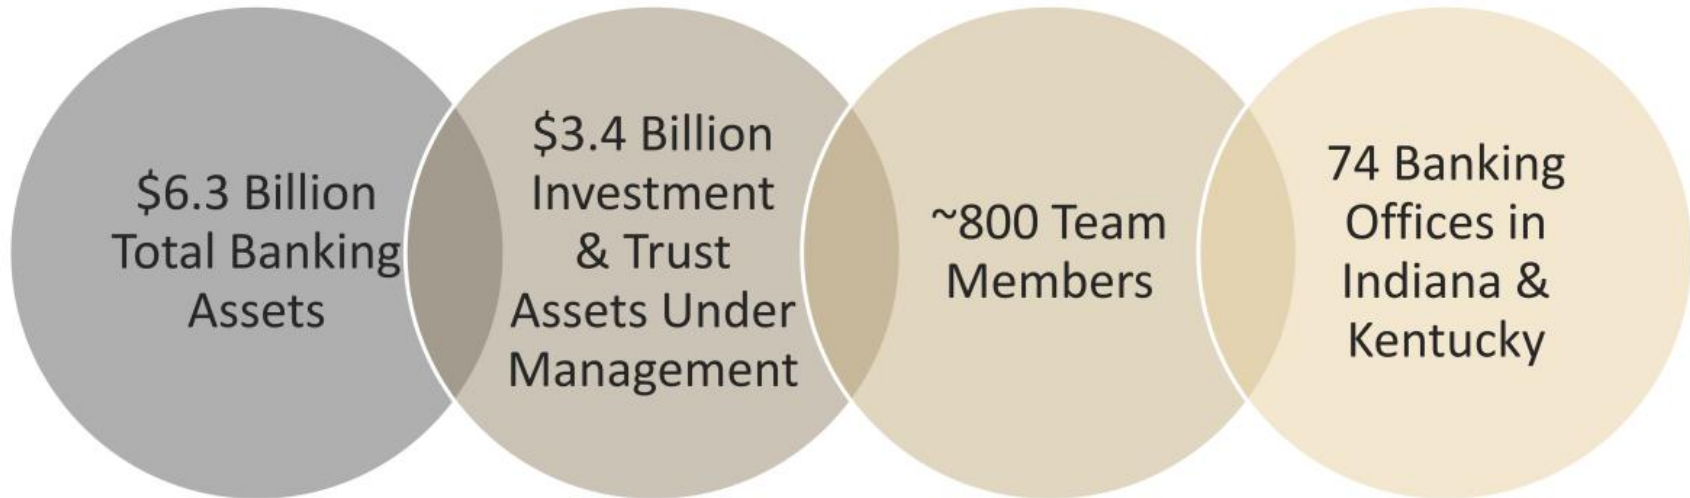 $6.3 Billion
Total Banking
Assets
$3.4 Billion
Investment
& Trust
Assets Under
Management
~800 Team
Members
74 Banking
Offices in
Indiana &
Kentucky